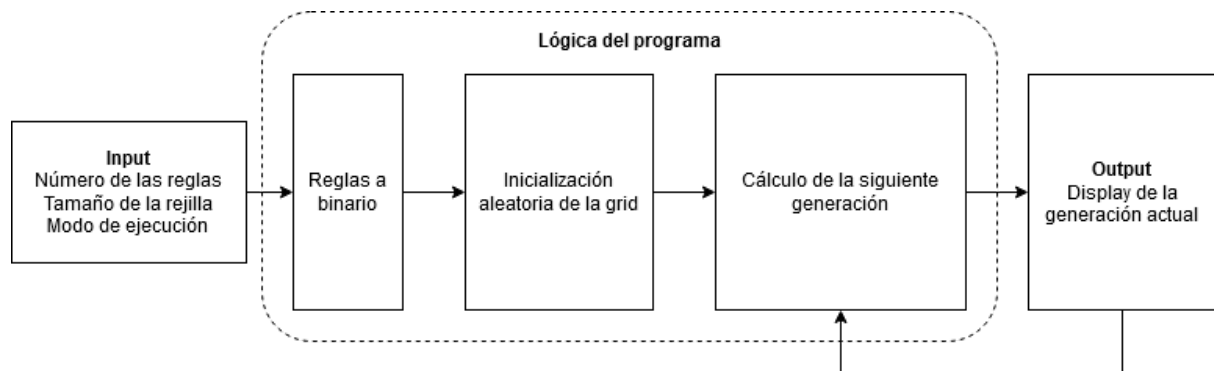 Lógica del programa
Input
Número de las reglas
Tamaño de la rejilla
Modo de ejecución
Reglas a
binario
Inicialización
aleatoria de la grid
Cálculo de la siguiente
generación
Output
Display de la
generación actual